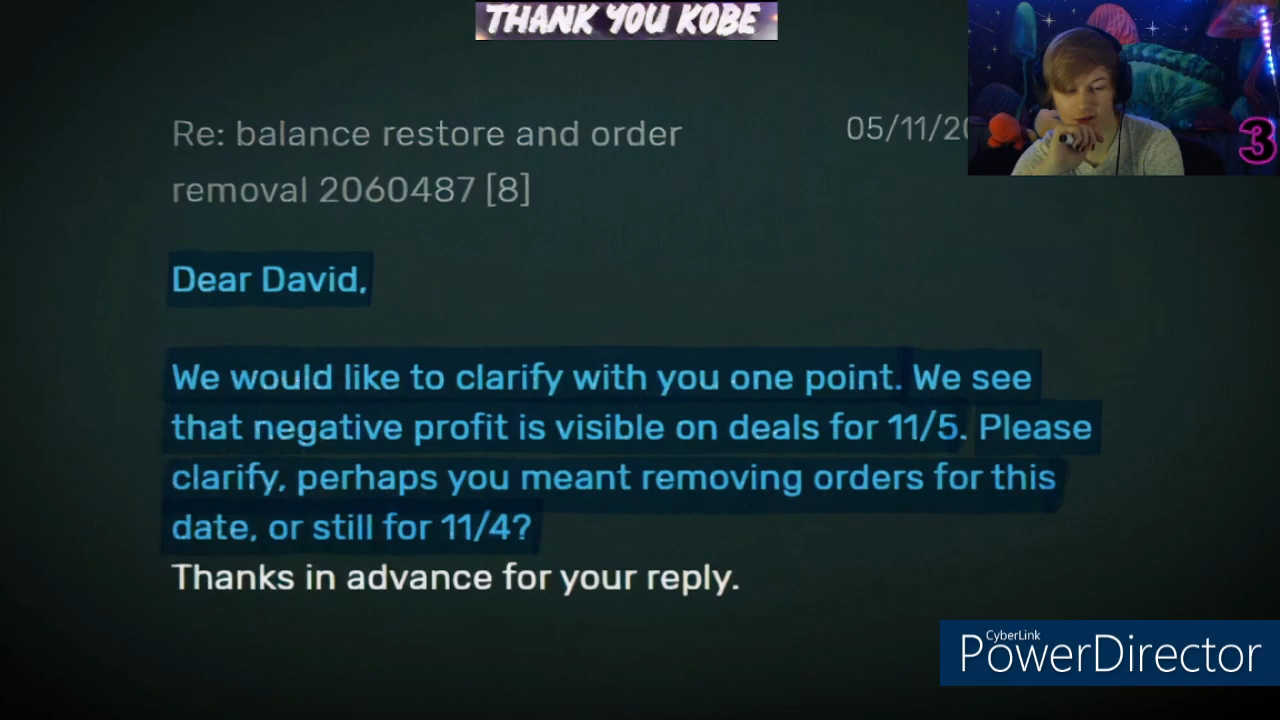 THANK YOU KOBE
Re: balance restore and order
05/11/20
removal 2060487 [8]
3
Dear David,
We would like to clarify with you one point. We see
that negative profit is visible on deals for 11/5. Please
clarify, perhaps you meant removing orders for this
date, or still for 11/4?
Thanks in advance for your reply.
CyberLink
PowerDirector